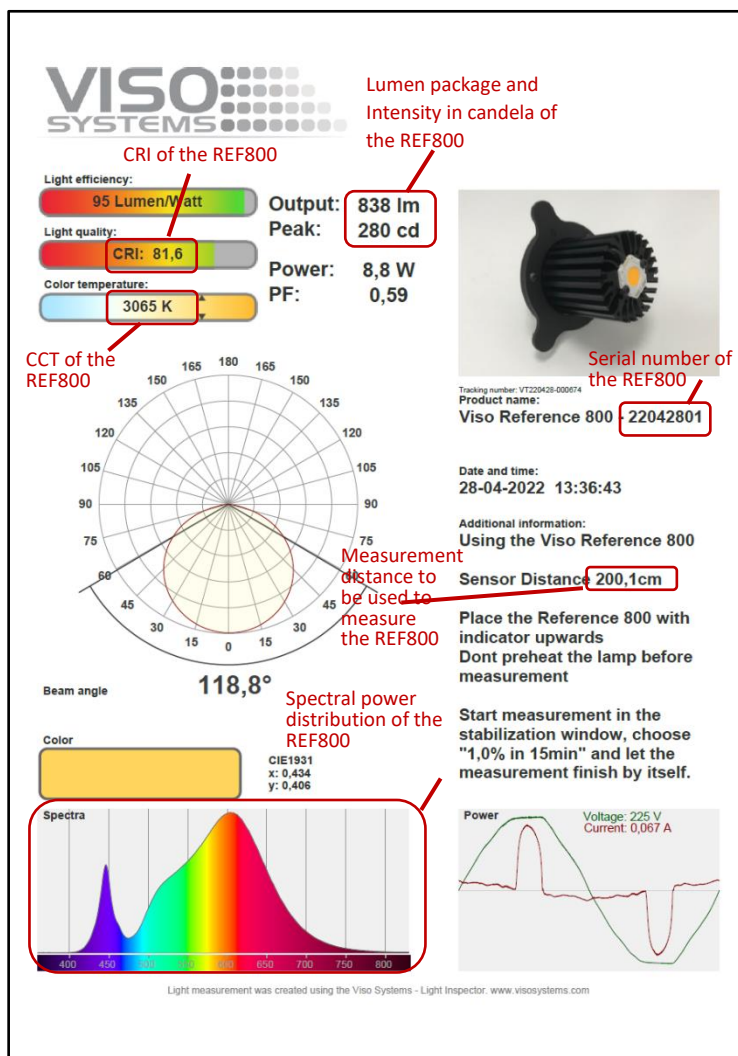 VISO
SYSTEMS
Lumen package and
Intensity in candela of
the REF800
CRI of the REF800
Light efficiency:
95 Lumen/Watt
Output: 838 lm
Peak: 280 cd
Light quality:
CRI: 81,6
Power: 8,8 W
PF: 0,59
Color temperature:
3065 K
CCT of the
REF800
Serial number of
the REF800
Tracking number: VT220428-000674
Product name:
Viso Reference 800 - 22042801
180
165 165
150 150
135 135
120 120
105 105
90 90
75 75
60 60
45 45
30 30
15 15
0
Date and time:
28-04-2022 13:36:43
Additional information:
Using the Viso Reference 800
Measurement
distance to
be used to
measure
the REF800
Sensor Distance 200,1cm
Place the Reference 800 with
indicator upwards
Dont preheat the lamp before
measurement
Beam angle 118,8°
Spectral power
distribution of the
REF800
Start measurement in the
stabilization window, choose
"1,0% in 15min" and let the
measurement finish by itself.
Color
CIE1931
x: 0,434
y: 0,406
Spectra
400 450 500 550 600 650 700 750 800
Power
Voltage: 225 V
Current: 0,067 A
Light measurement was created using the Viso Systems - Light Inspector. www.visosystems.com